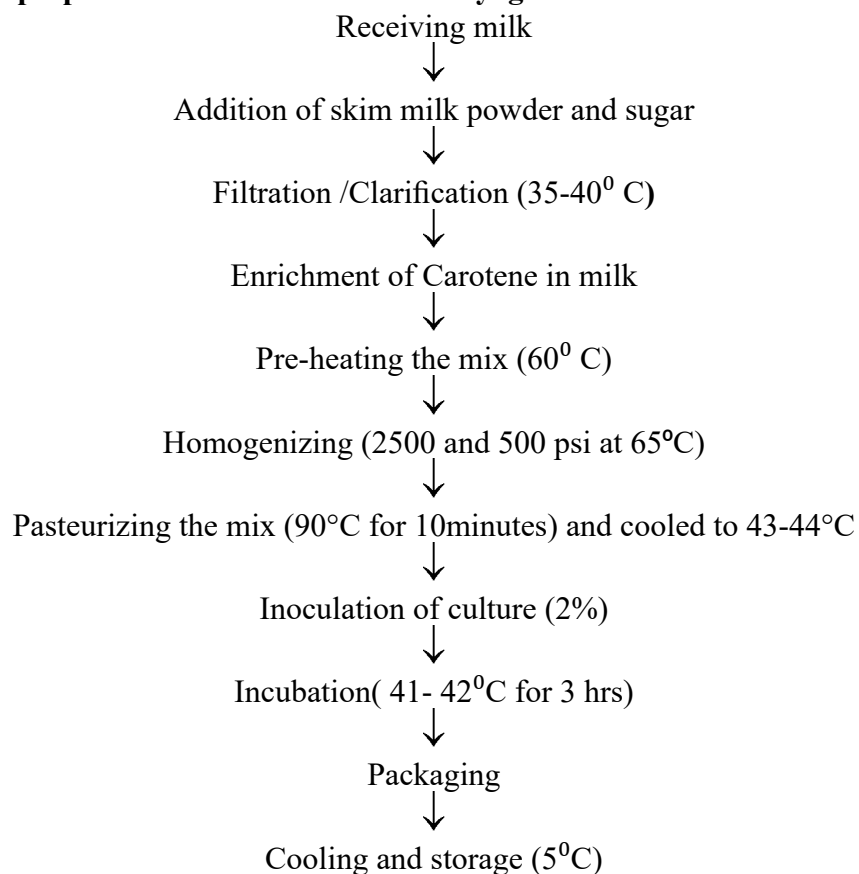 Receiving milk
Addition of skim milk powder and sugar
Filtration /Clarification (35-40⁰ C)
Enrichment of Carotene in milk
Pre-heating the mix (60⁰ C)
Homogenizing (2500 and 500 psi at 65⁰C)
Pasteurizing the mix (90°C for 10minutes) and cooled to 43-44°C
Inoculation of culture (2%)
Incubation( 41- 42⁰C for 3 hrs)
Packaging
Cooling and storage (5⁰C)